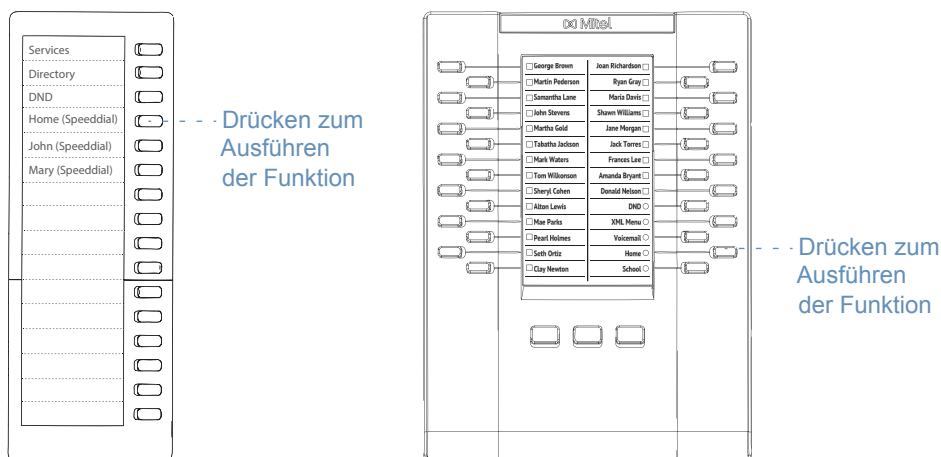 Services
Directory
DND
Home (Speeddial)
John (Speeddial)
Mary (Speeddial)
Drücken zum
Ausführen
der Funktion
Mitel
George Brown Joan Richardson
Martin Pederson Ryan Gray
Samantha Lane Maria Davis
John Stevens Shawn Williams
Martha Gold Jane Morgan
Tabatha Jackson Jack Torres
Mark Waters Frances Lee
Tom Wilkonson Amanda Bryant
Sheryl Cohen Donald Nelson
Alton Lewis DND
Mae Parks XML Menu
Pearl Holmes Voicemail
Seth Ortiz Home
Clay Newton School
Drücken zum
Ausführen
der Funktion